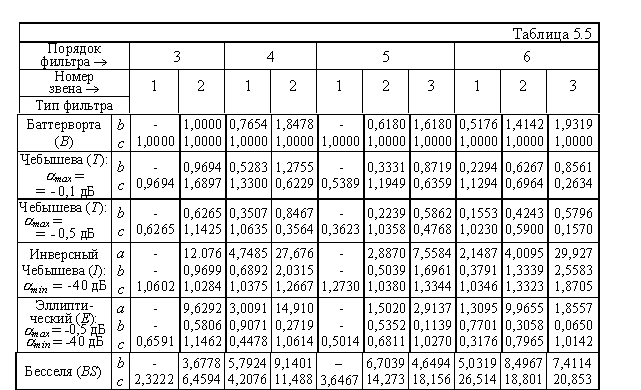 Таблица 5.5
Порядок фильтра → 3 4 5 6
Номер звена → 1 2 1 2 1 2 3 1 2 3
Тип фильтра
Баттерворта b - 1,0000 0,7654 1,8478 - 0,6180 1,6180 0,5176 1,4142 1,9319
(B) c 1,0000 1,0000 1,0000 1,0000 1,0000 1,0000 1,0000 1,0000 1,0000 1,0000
Чебышева (T): b - 0,9694 0,5283 1,2755 - 0,3331 0,8719 0,2294 0,6267 0,8561
αmax =
= - 0,1 дБ c 0,9694 1,6897 1,3300 0,6229 0,5389 1,1949 0,6359 1,1294 0,6964 0,2634
Чебышева (T): b - 0,6265 0,3507 0,8467 - 0,2239 0,5862 0,1553 0,4243 0,5796
αmax =
= - 0,5 дБ c 0,6265 1,1425 1,0635 0,3564 0,3623 1,0358 0,4768 1,0230 0,5900 0,1570
Инверсный a - 12.076 4,7485 27,676 - 2,8870 7,5584 2,1487 4,0095 29,927
Чебышева (I): b - 0,9699 0,6892 2,0315 - 0,5039 1,6961 0,3791 1,3339 2,5583
αmin = -40 дБ c 1,0602 1,0284 1,0375 1,2667 1,2730 1,0380 1,3344 1,0346 1,3323 1,8705
Эллипти- a - 9,6292 3,0091 14,910 - 1,5020 2,9137 1,3095 9,9655 1,8557
ческий (E): b - 0,5806 0,9071 0,2719 - 0,5352 0,1139 0,7701 0,3058 0,0650
αmax = -0,5 дБ
αmin = -40 дБ c 0,6591 1,1462 0,4478 1,0614 0,5014 0,6811 1,0270 0,3176 0,7965 1,0142
Бесселя (BS) b - 3,6778 5,7924 9,1401 – 6,7039 4,6494 5,0319 8,4967 7,4114
c 2,3222 6,4594 4,2076 11,488 3,6467 14,273 18,156 26,514 18,801 20,853